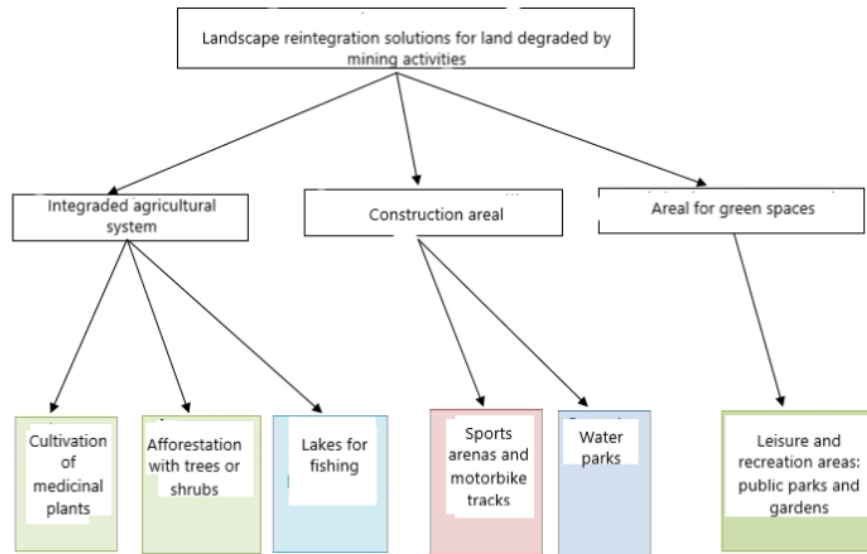 Landscape reintegration solutions for land degraded by
mining activities
Integraded agricultural
system
Construction areal
Areal for green spaces
Cultivation
of
medicinal
plants
Afforestation
with trees or
shrubs
Lakes for
fishing
Sports
arenas and
motorbike
tracks
Water
parks
Leisure and
recreation areas:
public parks and
gardens